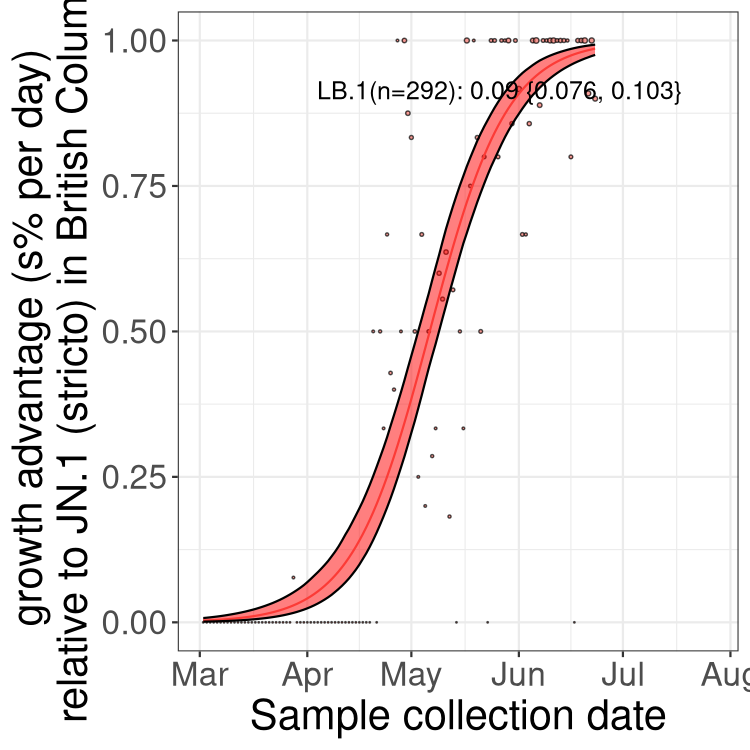 growth advantage (s% per day)
relative to JN.1 (stricto) in British Colum
1.00
0.75
0.50
0.25
0.00
LB.1(n=292): 0.09 {0.076, 0.103}
Mar Apr May Jun Jul Aug
Sample collection date